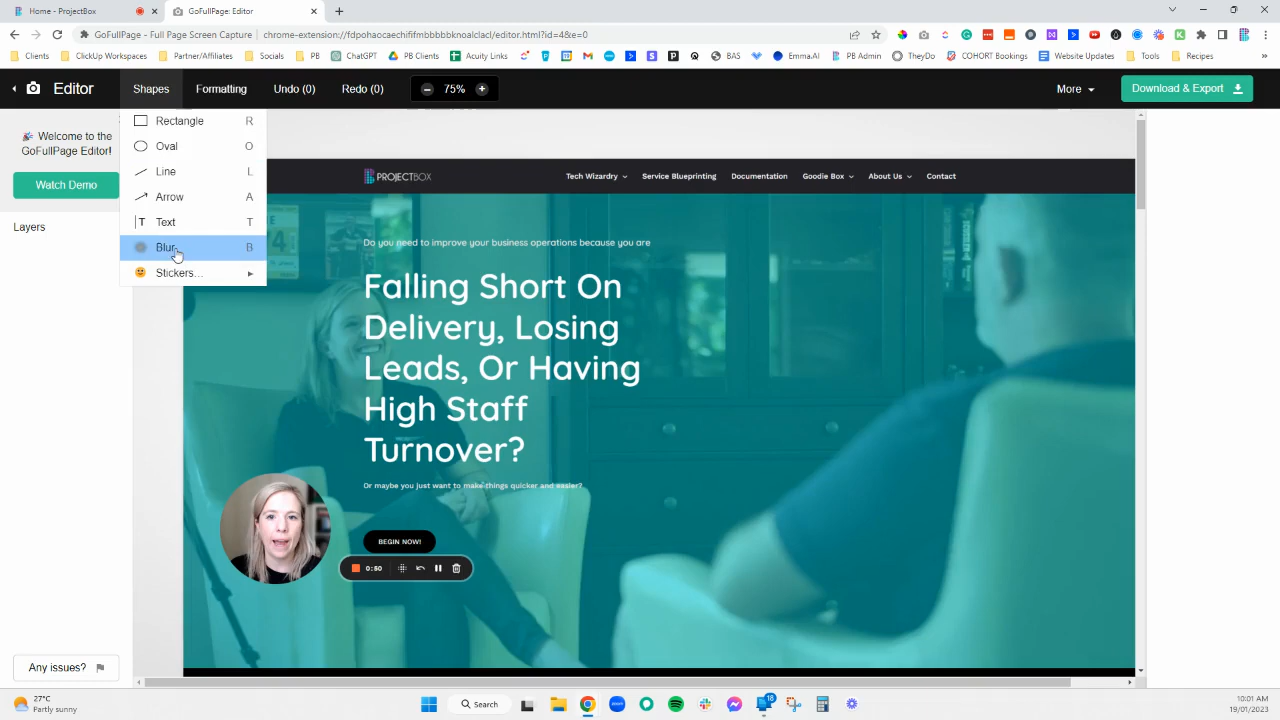 Home - ProjectBox
GoFullPage: Editor
GoFullPage - Full Page Screen Capture | chrome-extension://fdpohaocaechififmbbbbbknoalclacl/editor.html?id=4&e=0
Clients
ClickUp Workspaces
Partner/Affiliates
Socials
PB
ChatGPT
PB Clients
Acuity Links
BAS
Emma.AI
TheyDo
COHORT Bookings
Website Updates
Tools
Recipes
Editor
Shapes
Formatting
Undo (0)
Redo (0)
75%
More
Download & Export
Rectangle R
Oval O
Line L
Arrow A
Text T
Blur B
Stickers...
Welcome to the
GoFullPage Editor!
Watch Demo
Layers
PROJECTBOX
Tech Wizardry
Service Blueprinting
Documentation
Goodie Box
About Us
Contact
Do you need to improve your business operations because you are
Falling Short On
Delivery, Losing
Leads, Or Having
High Staff
Turnover?
Or maybe you just want to make things quicker and easier?
BEGIN NOW!
0:50
Any issues?
27°C
Partly sunny
Search
18
10:01 AM
19/01/2023